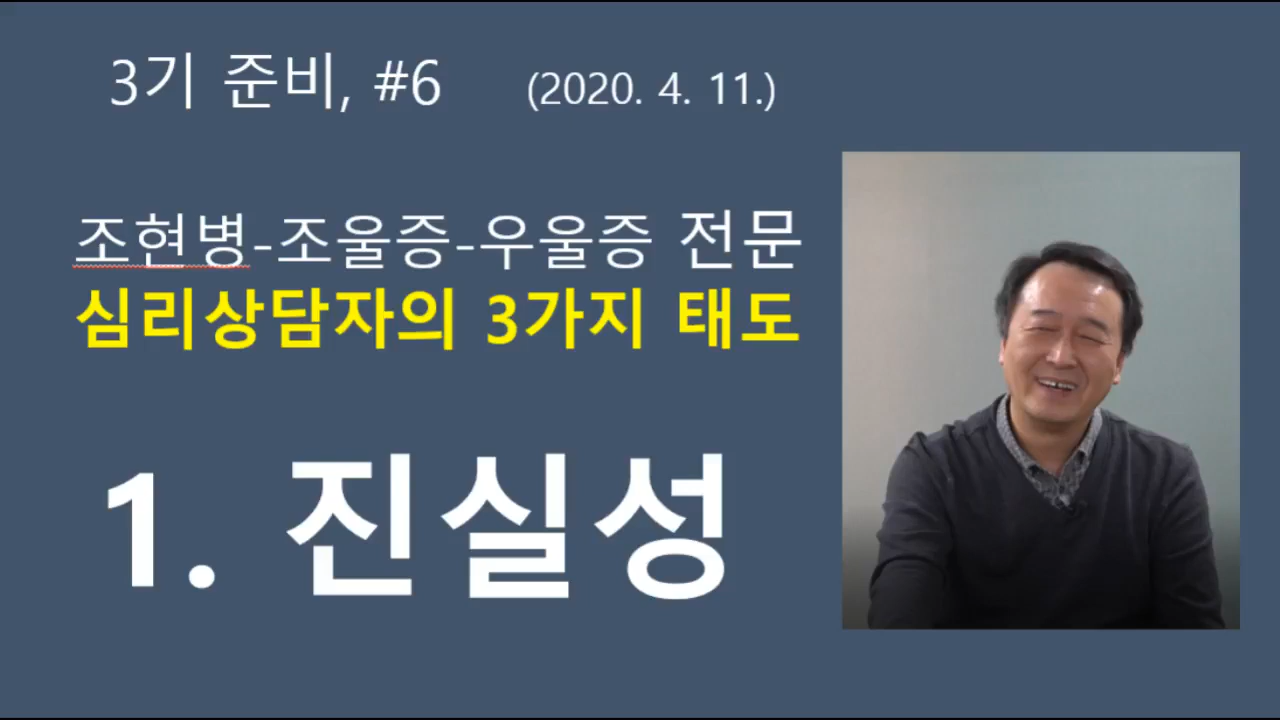 3기 준비, #6 (2020. 4. 11.)
조현병-조울증-우울증 전문
심리상담자의 3가지 태도
1. 진실성